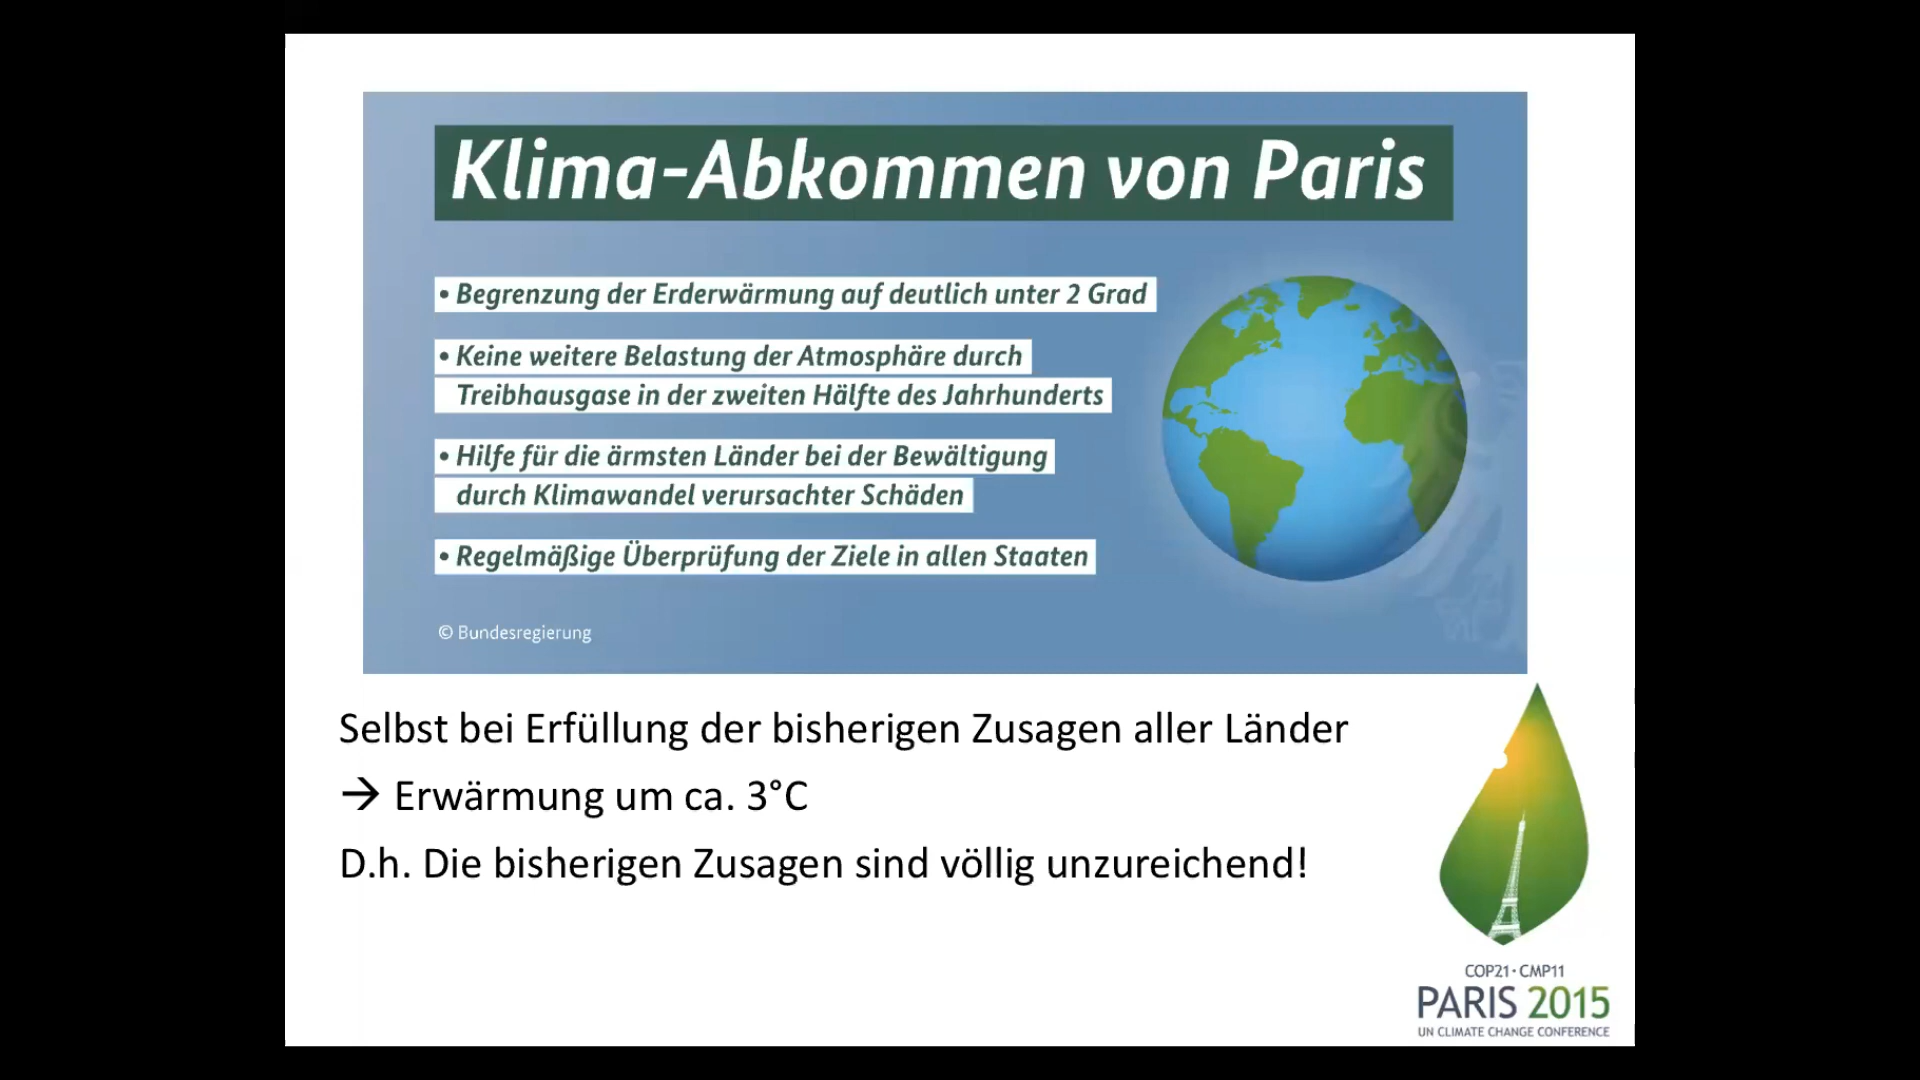 Klima-Abkommen von Paris
• Begrenzung der Erderwärmung auf deutlich unter 2 Grad
• Keine weitere Belastung der Atmosphäre durch
Treibhausgase in der zweiten Hälfte des Jahrhunderts
• Hilfe für die ärmsten Länder bei der Bewältigung
durch Klimawandel verursachter Schäden
• Regelmäßige Überprüfung der Ziele in allen Staaten
© Bundesregierung
Selbst bei Erfüllung der bisherigen Zusagen aller Länder
→ Erwärmung um ca. 3°C
D.h. Die bisherigen Zusagen sind völlig unzureichend!
COP21·CMP11
PARIS 2015
UN CLIMATE CHANGE CONFERENCE